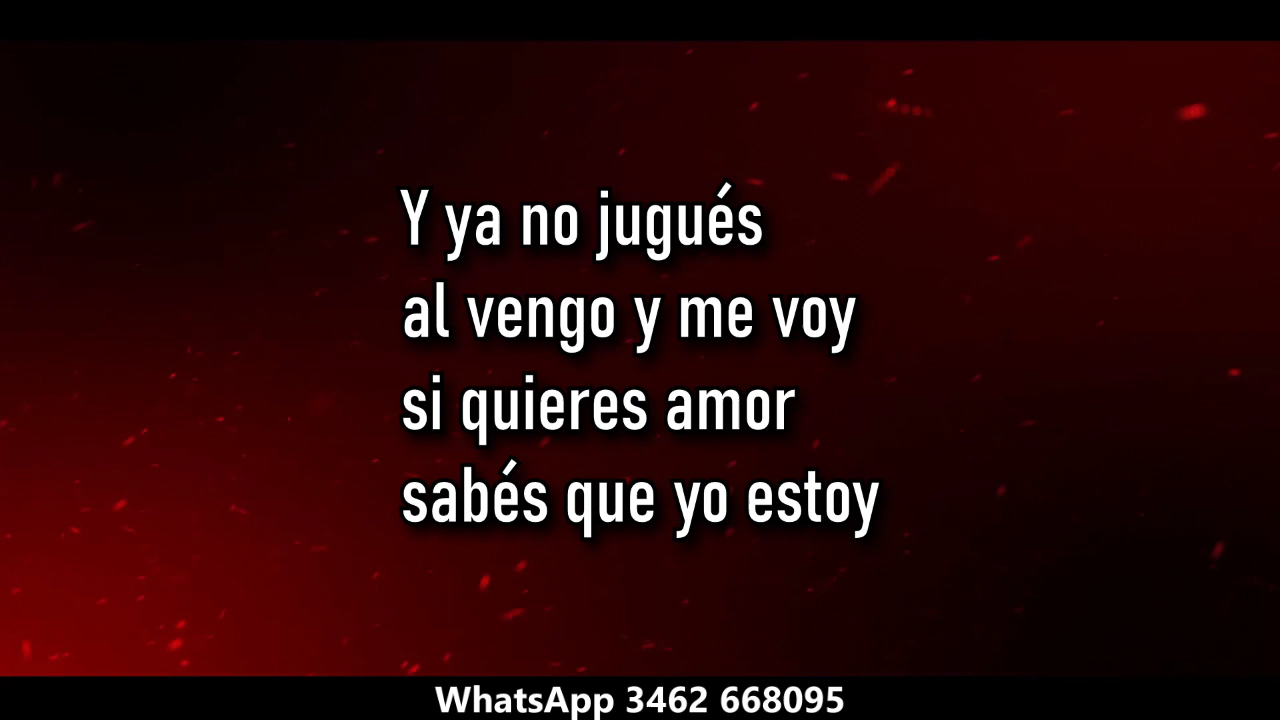 Y ya no jugués
al vengo y me voy
si quieres amor
sabés que yo estoy
WhatsApp 3462 668095